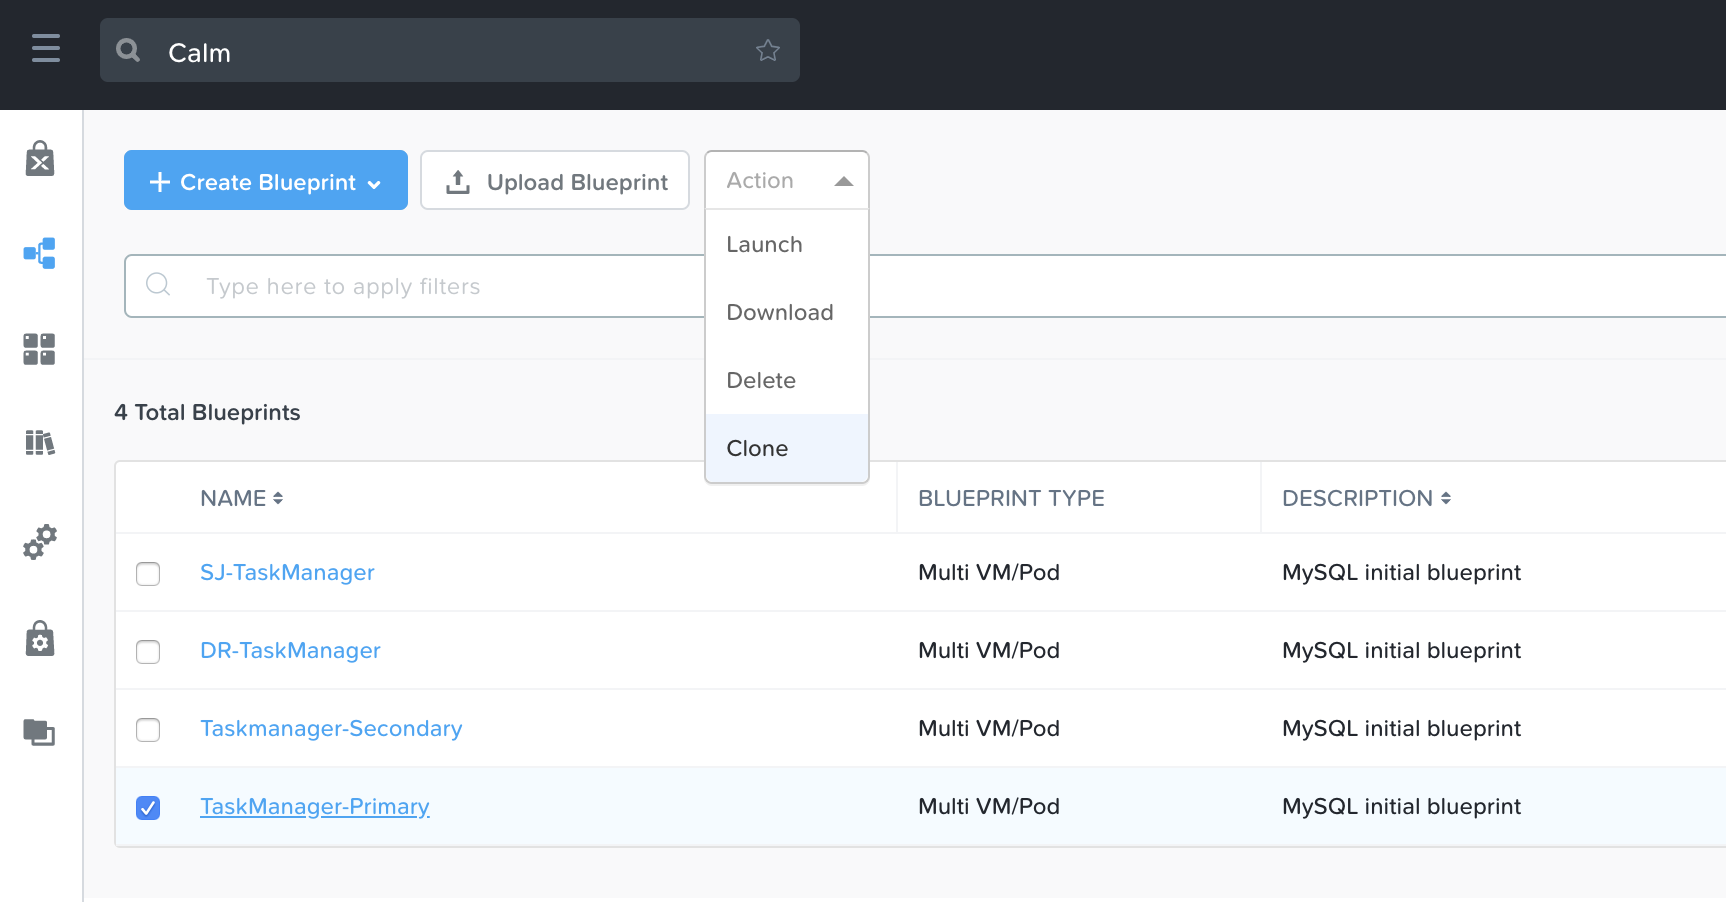 Calm
Create Blueprint
Upload Blueprint
Action
Launch
Download
Delete
Clone
Type here to apply filters
4 Total Blueprints
NAME BLUEPRINT TYPE DESCRIPTION
SJ-TaskManager Multi VM/Pod MySQL initial blueprint
DR-TaskManager Multi VM/Pod MySQL initial blueprint
Taskmanager-Secondary Multi VM/Pod MySQL initial blueprint
TaskManager-Primary Multi VM/Pod MySQL initial blueprint